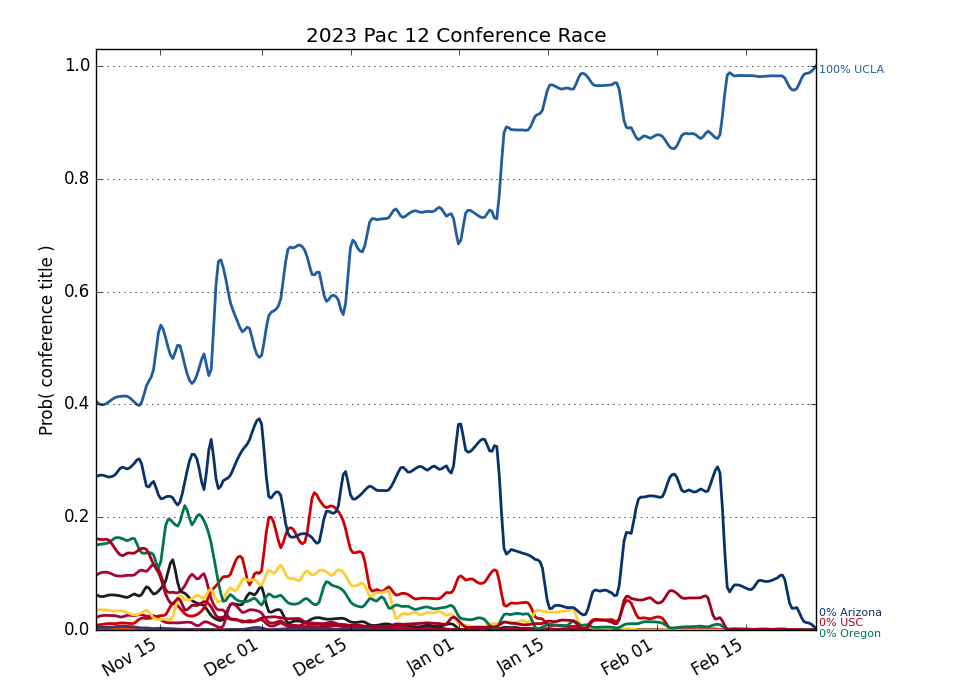 2023 Pac 12 Conference Race
Prob( conference title )
1.0
0.8
0.6
0.4
0.2
0.0
Nov 15
Dec 01
Dec 15
Jan 01
Jan 15
Feb 01
Feb 15
100% UCLA
0% Arizona
0% USC
0% Oregon